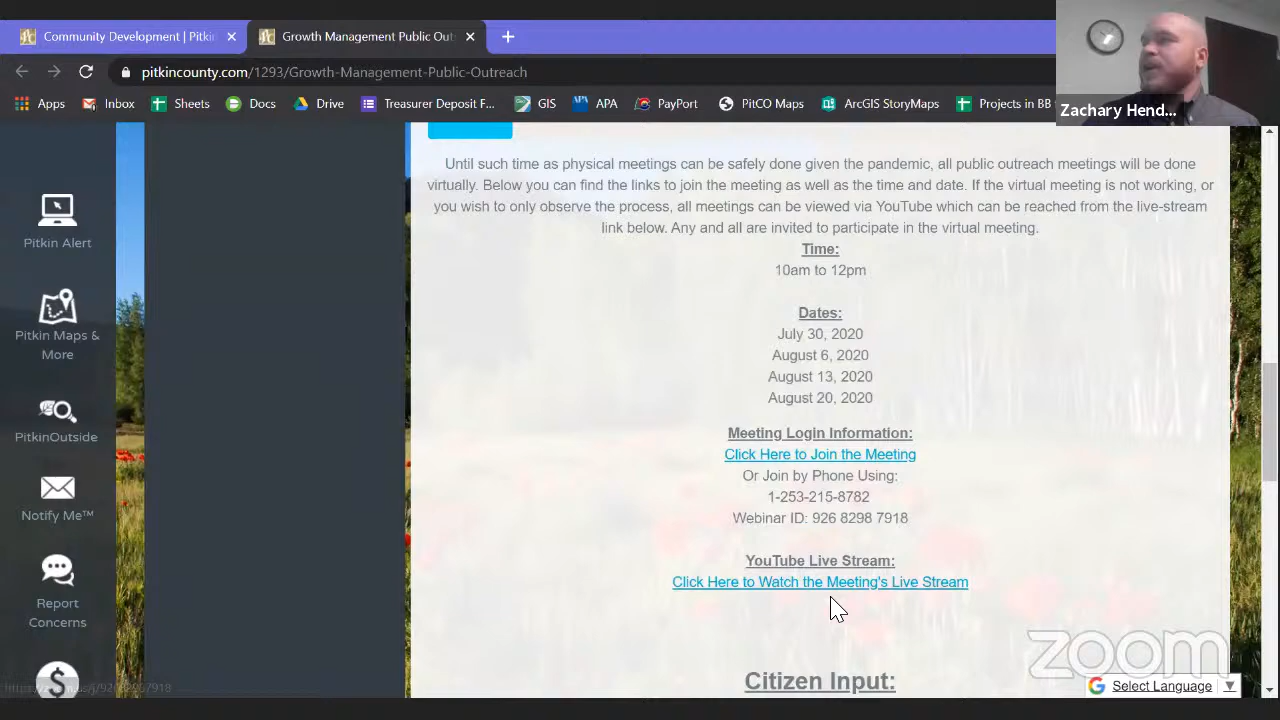 Community Development | Pitkin
Growth Management Public Out
pitkincounty.com/1293/Growth-Management-Public-Outreach
Apps
Inbox
Sheets
Docs
Drive
Treasurer Deposit F...
GIS
APA
PayPort
PitCO Maps
ArcGIS StoryMaps
Projects in BB
Zachary Hend...
Pitkin Alert
Pitkin Maps &
More
PitkinOutside
Notify Me™
Report
Concerns
Until such time as physical meetings can be safely done given the pandemic, all public outreach meetings will be done
virtually. Below you can find the links to join the meeting as well as the time and date. If the virtual meeting is not working, or
you wish to only observe the process, all meetings can be viewed via YouTube which can be reached from the live-stream
link below. Any and all are invited to participate in the virtual meeting.
Time:
10am to 12pm
Dates:
July 30, 2020
August 6, 2020
August 13, 2020
August 20, 2020
Meeting Login Information:
Click Here to Join the Meeting
Or Join by Phone Using:
1-253-215-8782
Webinar ID: 926 8298 7918
YouTube Live Stream:
Click Here to Watch the Meeting's Live Stream
Citizen Input:
zoom
Select Language